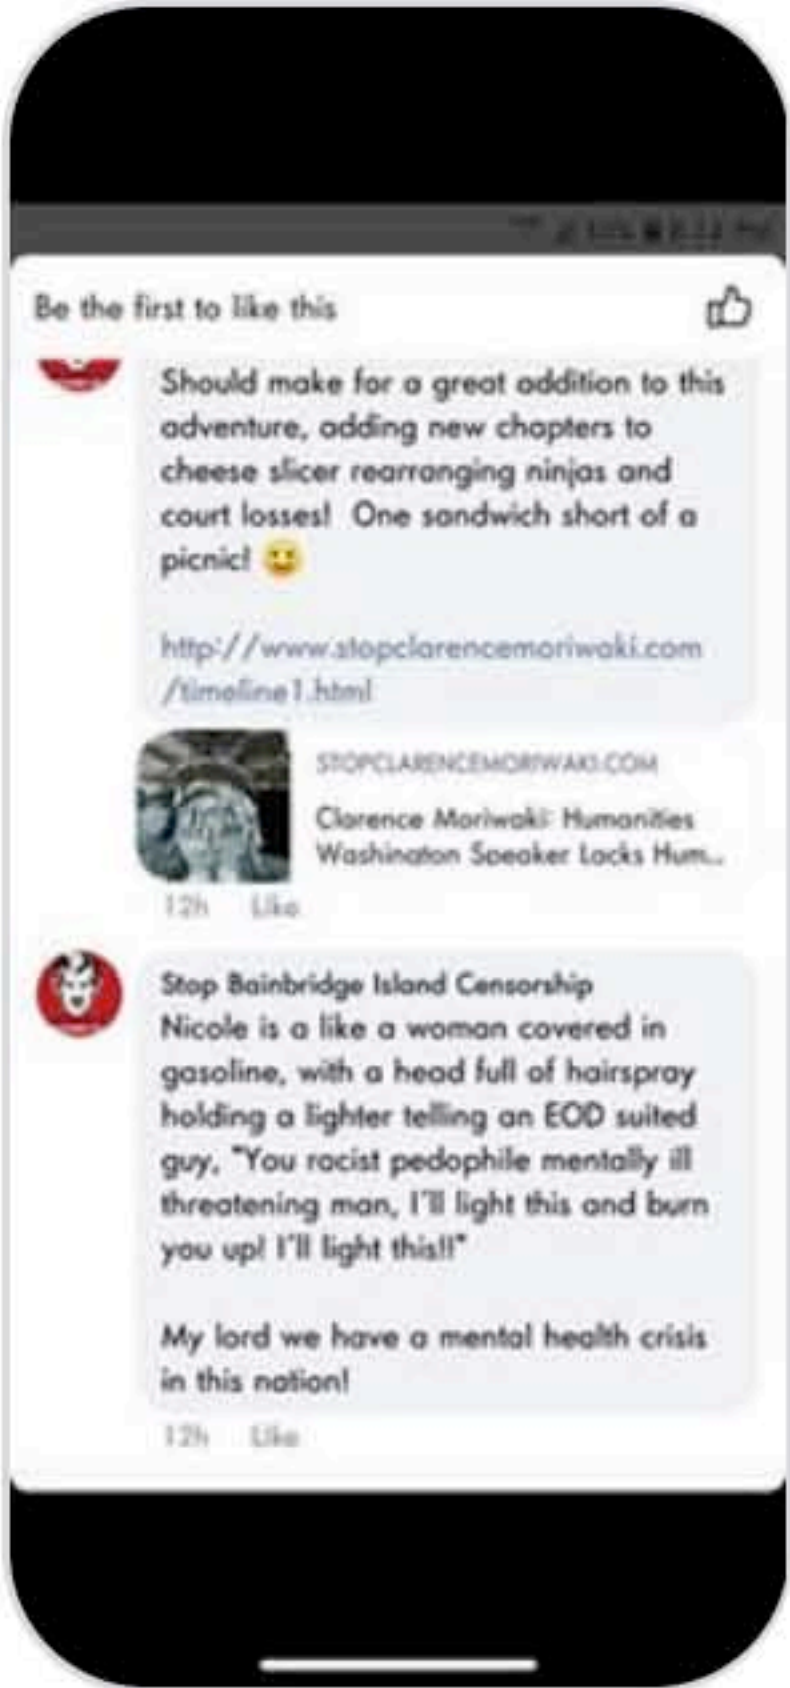 Be the first to like this
Should make for a great addition to this
adventure, adding new chapters to
cheese slicer rearranging ninjas and
court losses!  One sandwich short of a
picnic! 🙂
http://www.stopclarencemoriwaki.com
/timeline1.html
STOPCLARENCEMORIWAKI.COM
Clarence Moriwaki: Humanities
Washington Speaker Lacks Hum...
12h Like
Stop Bainbridge Island Censorship
Nicole is a like a woman covered in
gasoline, with a head full of hairspray
holding a lighter telling an EOD suited
guy, "You racist pedophile mentally ill
threatening man, I'll light this and burn
you up! I'll light this!!"
My lord we have a mental health crisis
in this nation!
12h Like